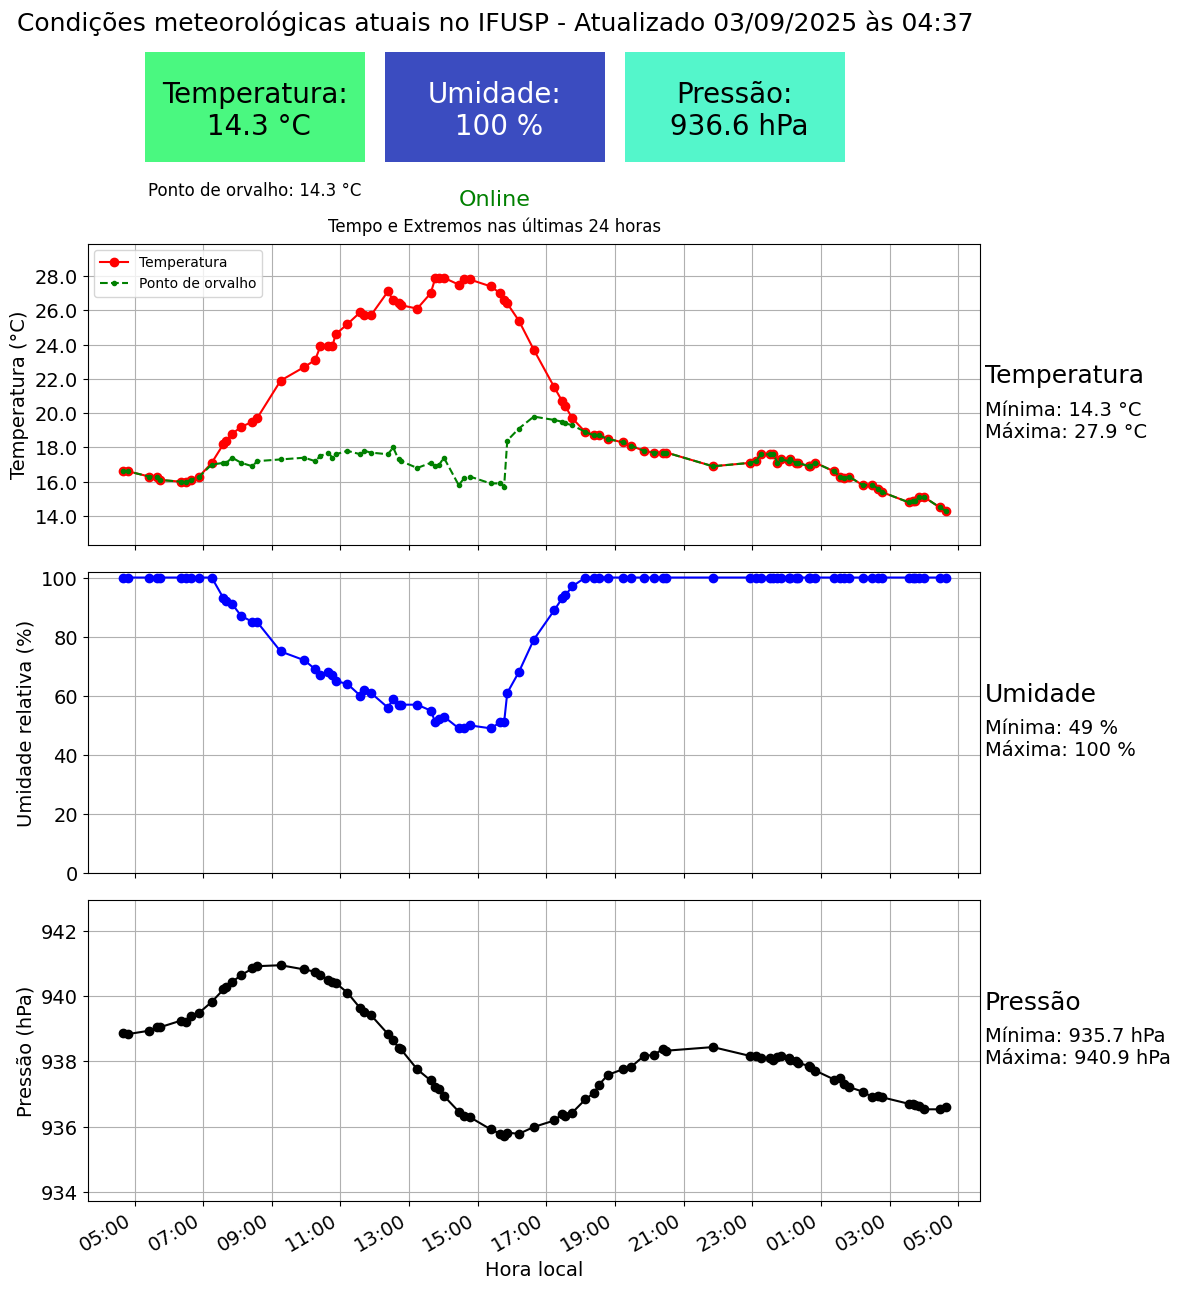 Condições meteorológicas atuais no IFUSP - Atualizado 03/09/2025 às 04:37
Temperatura:
14.3 °C
Umidade:
100 %
Pressão:
936.6 hPa
Ponto de orvalho: 14.3 °C
Online
Tempo e Extremos nas últimas 24 horas
Temperatura
Ponto de orvalho
Temperatura (°C)
28.0
26.0
24.0
22.0
20.0
18.0
16.0
14.0
Temperatura
Mínima: 14.3 °C
Máxima: 27.9 °C
Umidade relativa (%)
100
80
60
40
20
0
Umidade
Mínima: 49 %
Máxima: 100 %
Pressão (hPa)
942
940
938
936
934
Pressão
Mínima: 935.7 hPa
Máxima: 940.9 hPa
05:00
07:00
09:00
11:00
13:00
15:00
17:00
19:00
21:00
23:00
01:00
03:00
05:00
Hora local